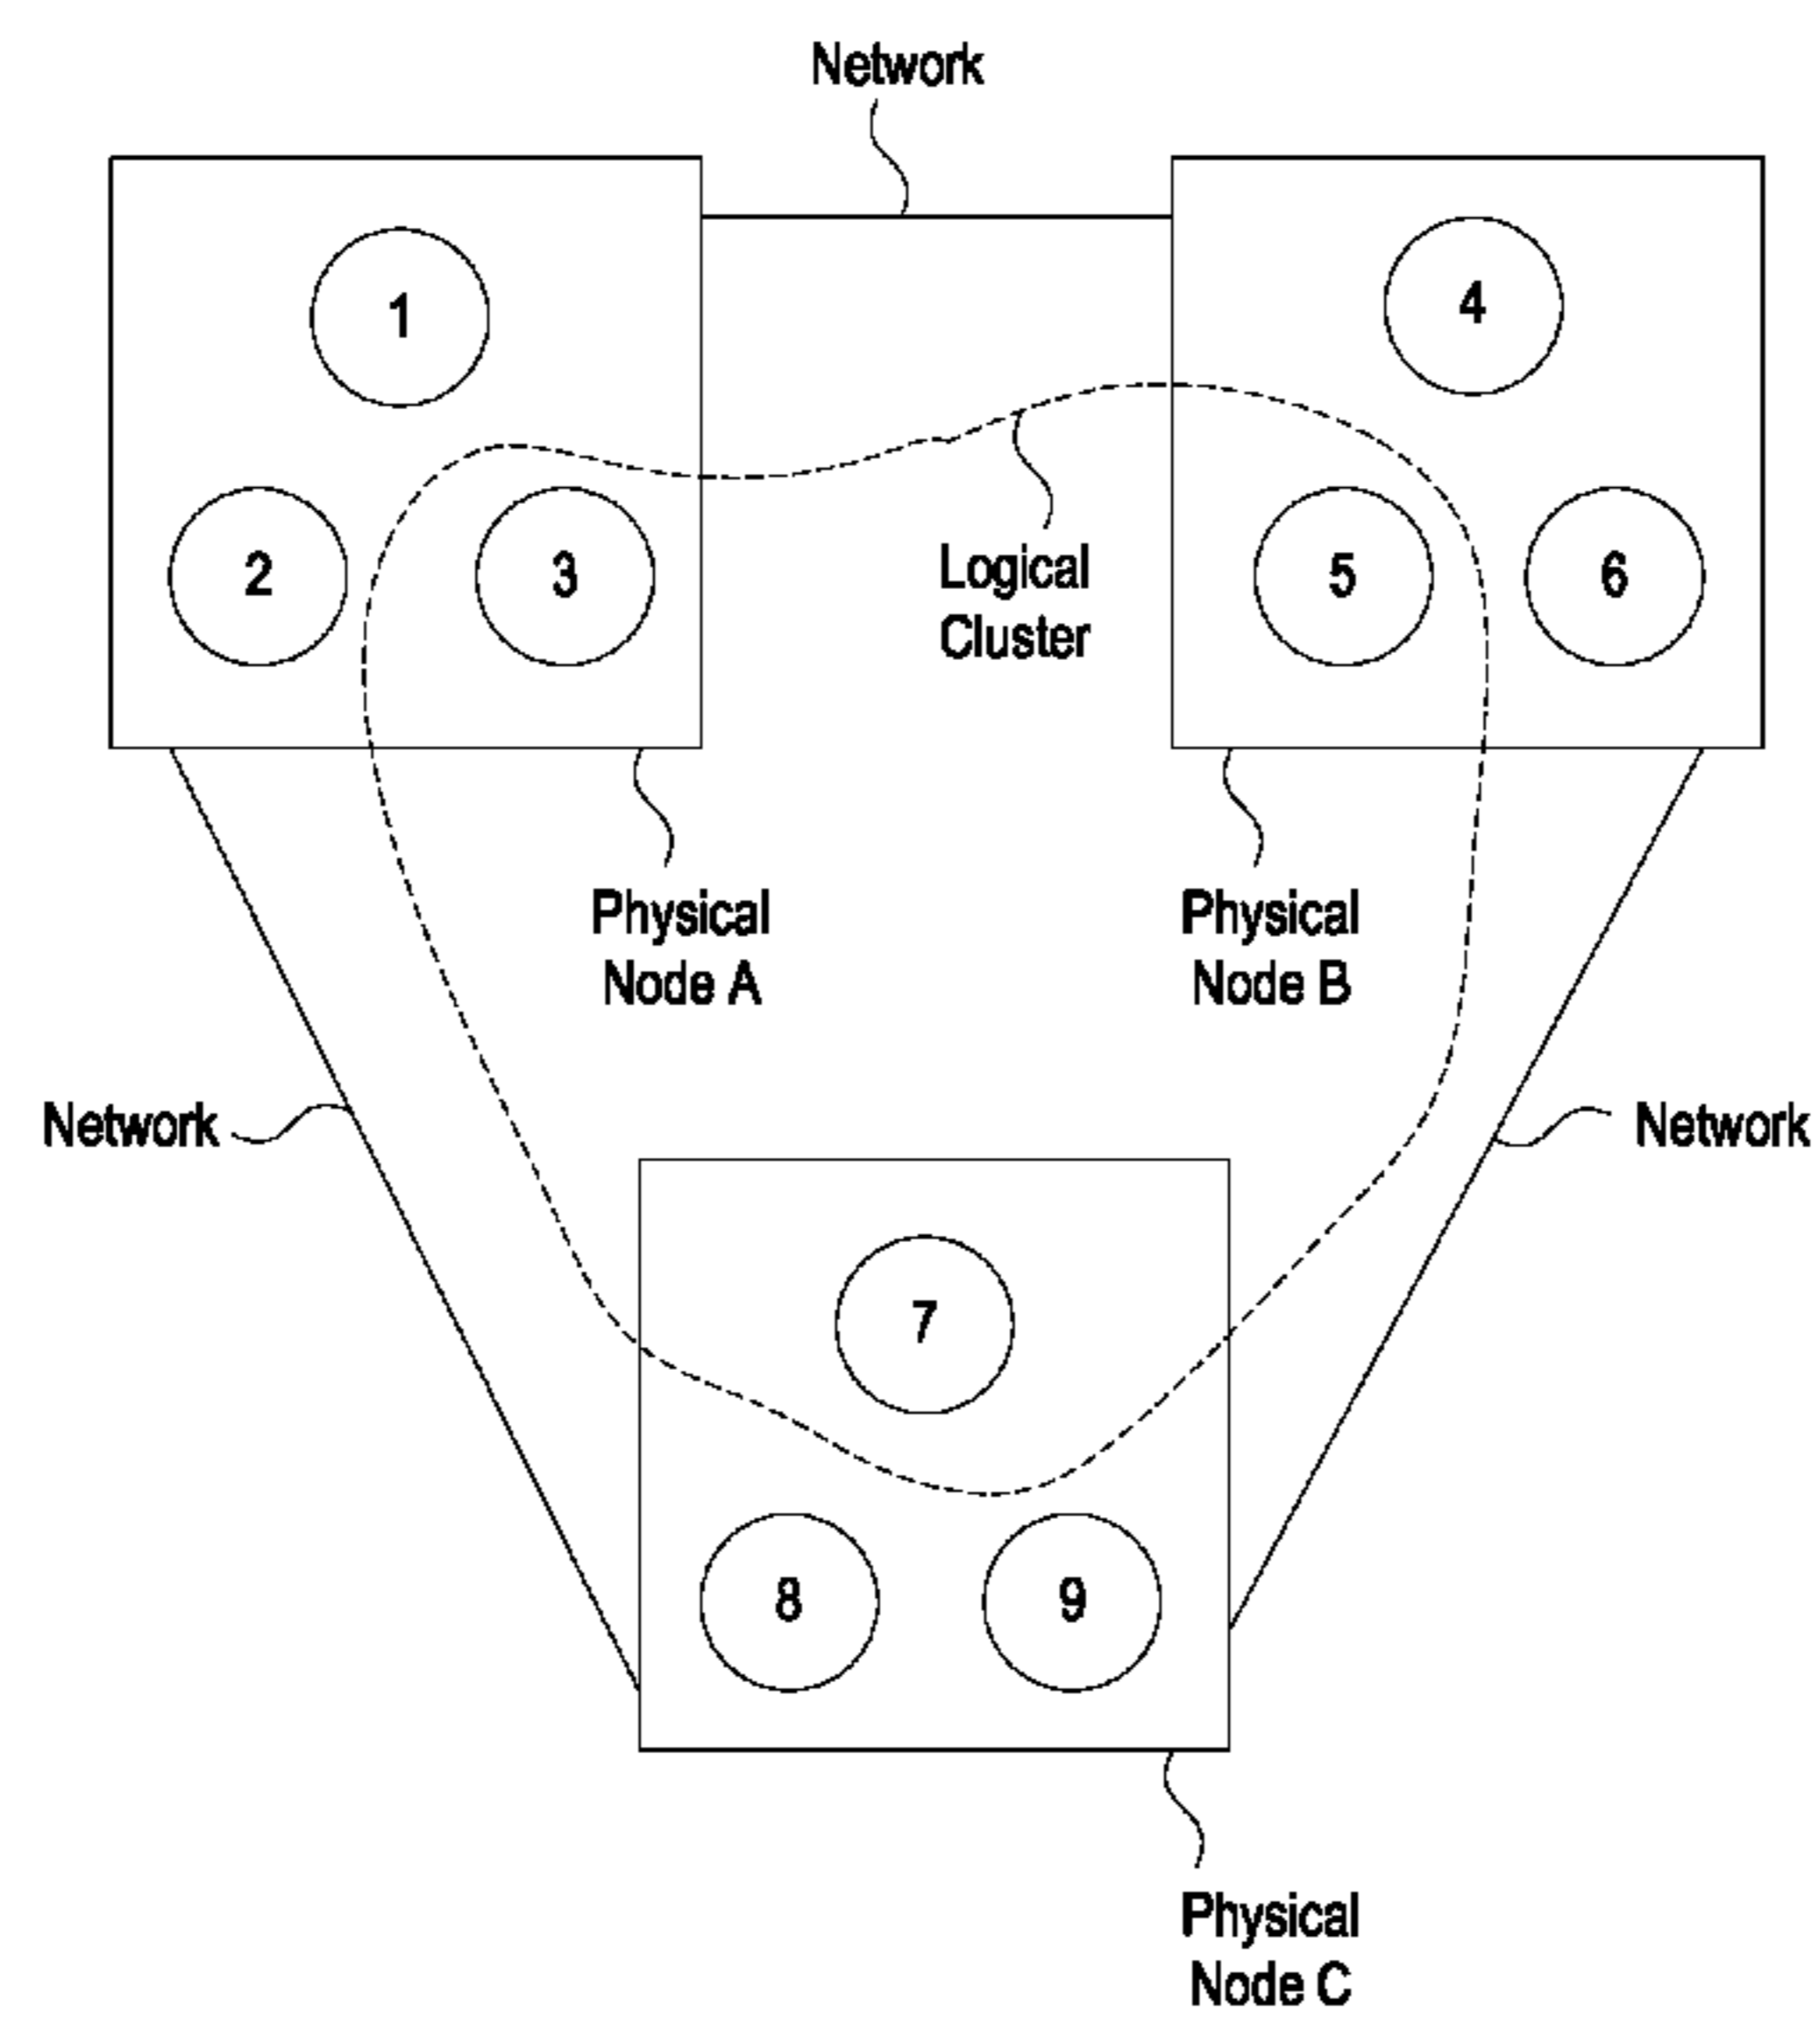 Network
1
4
2
3
Logical
Cluster
5
6
Physical
Node A
Physical
Node B
Network
Network
7
8
9
Physical
Node C